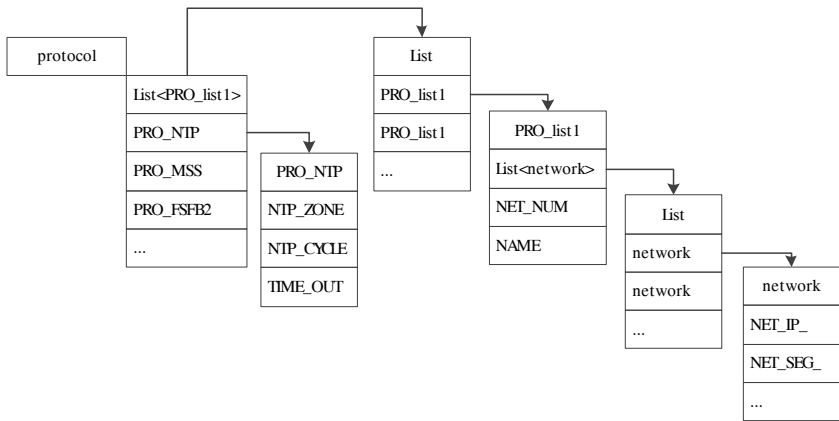 protocol
List<PRO_list1>
PRO_NTP
PRO_MSS
PRO_FSFB2
...
PRO_NTP
NTP_ZONE
NTP_CYCLE
TIME_OUT
List
PRO_list1
PRO_list1
...
PRO_list1
List<network>
NET_NUM
NAME
List
network
network
...
network
NET_IP_
NET_SEG_
...